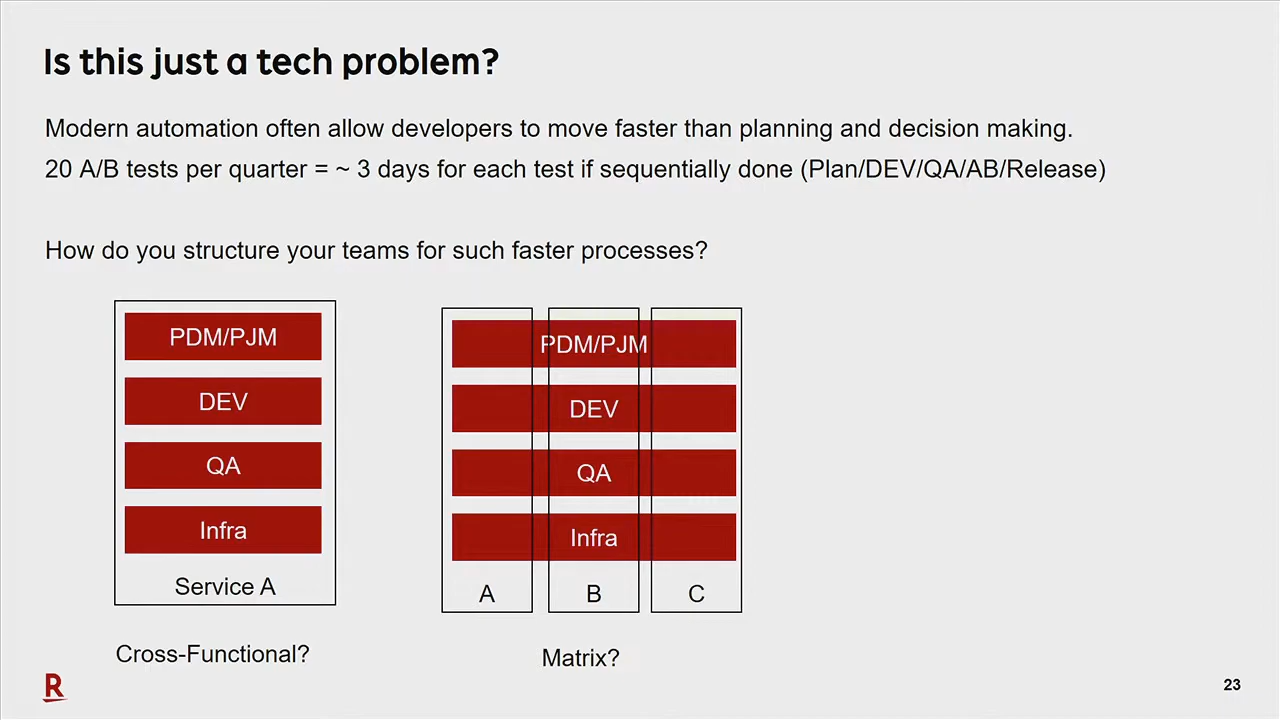 Is this just a tech problem?
Modern automation often allow developers to move faster than planning and decision making.
20 A/B tests per quarter = ~ 3 days for each test if sequentially done (Plan/DEV/QA/AB/Release)
How do you structure your teams for such faster processes?
PDM/PJM
DEV
QA
Infra
Service A
Cross-Functional?
PDM/PJM
DEV
QA
Infra
A
B
C
Matrix?
R
23